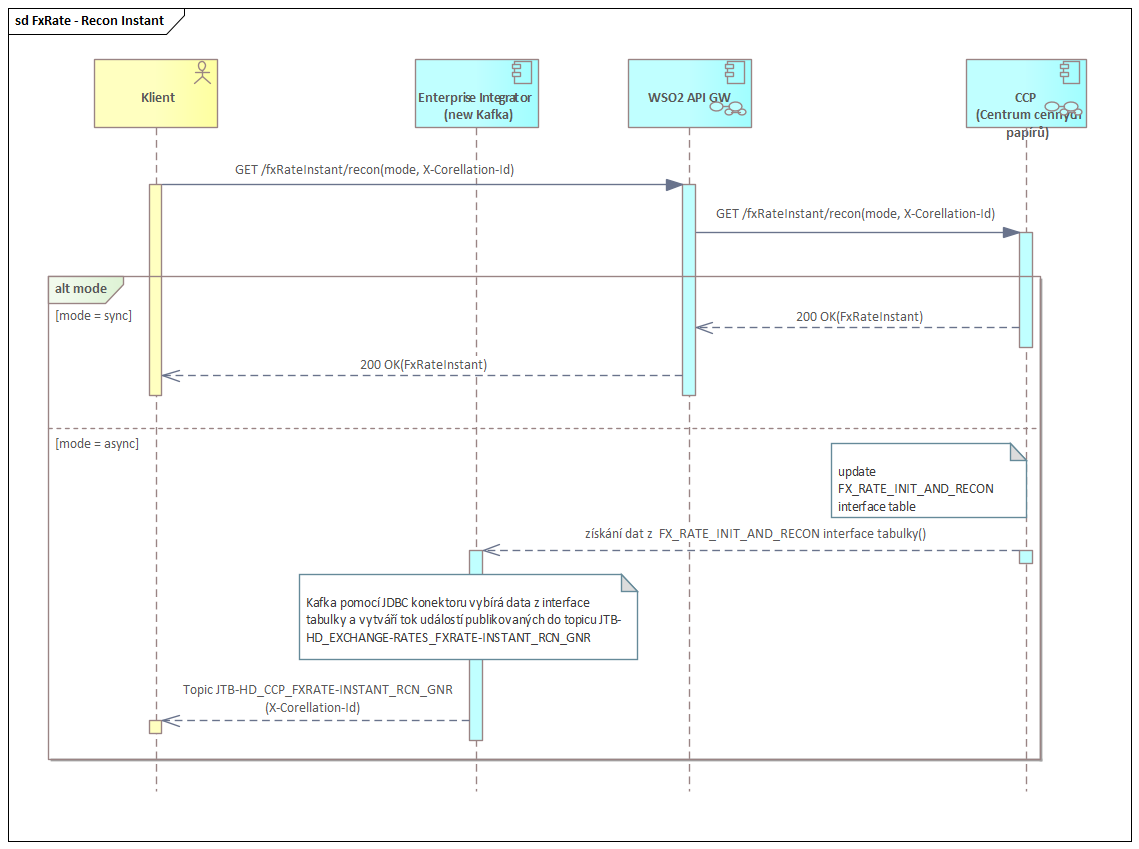 sd FxRate - Recon Instant
Klient
Enterprise Integrator
(new Kafka)
WSO2 API GW
CCP
(Centrum cenných
papírů)
GET /fxRateInstant/recon(mode, X-Corellation-Id)
GET /fxRateInstant/recon(mode, X-Corellation-Id)
alt mode
[mode = sync]
200 OK(FxRateInstant)
200 OK(FxRateInstant)
[mode = async]
update
FX_RATE_INIT_AND_RECON
interface table
získání dat z  FX_RATE_INIT_AND_RECON interface tabulky()
Kafka pomocí JDBC konektoru vybírá data z interface
tabulky a vytváří tok událostí publikovaných do topicu JTB-
HD_EXCHANGE-RATES_FXRATE-INSTANT_RCN_GNR
Topic JTB-HD_CCP_FXRATE-INSTANT_RCN_GNR
(X-Corellation-Id)